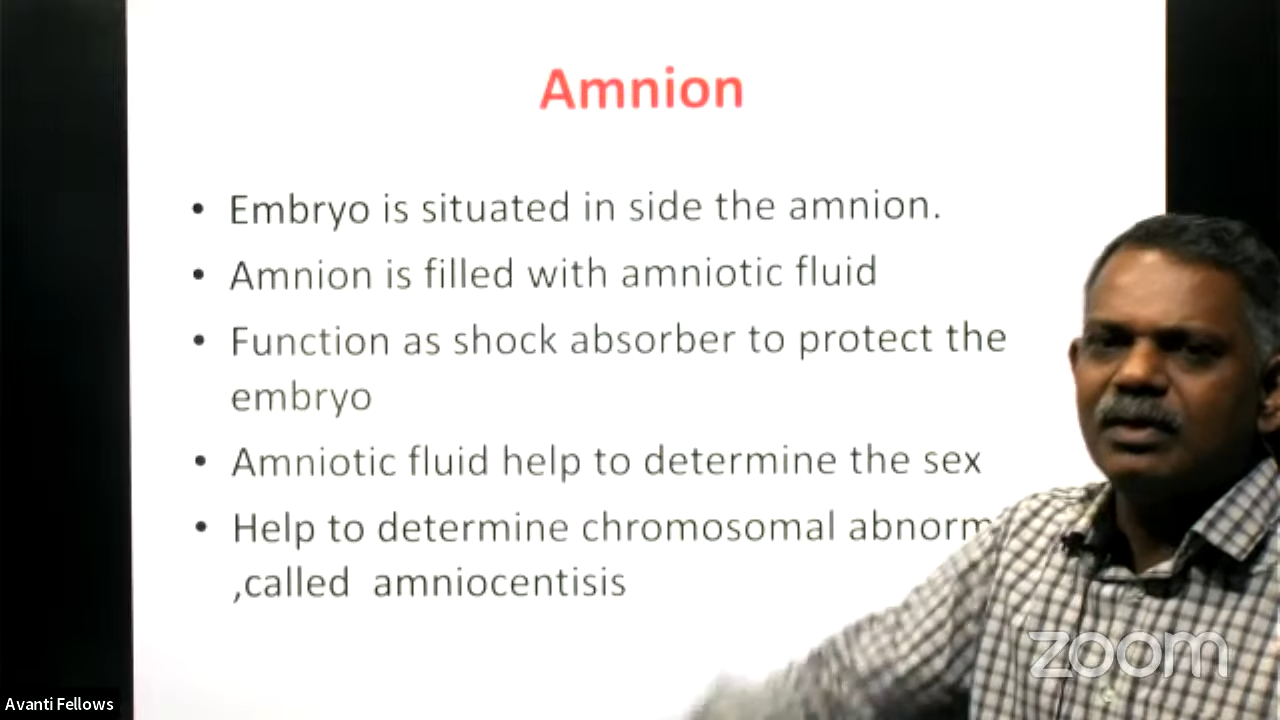 Amnion
• Embryo is situated in side the amnion.
• Amnion is filled with amniotic fluid
• Function as shock absorber to protect the
embryo
• Amniotic fluid help to determine the sex
• Help to determine chromosomal abnorm
,called amniocentisis
zoom
Avanti Fellows